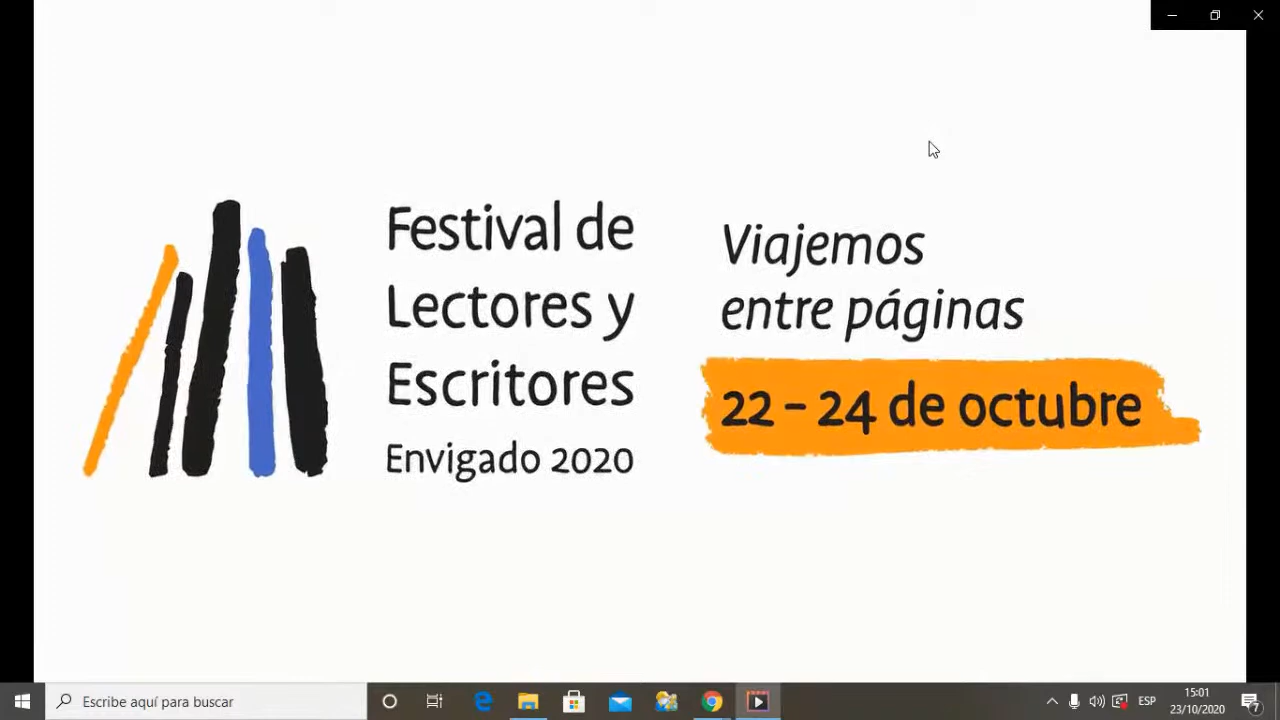 Festival de
Lectores y
Escritores
Envigado 2020
Viajemos
entre páginas
22 - 24 de octubre
Escribe aquí para buscar
ESP
15:01
23/10/2020
7